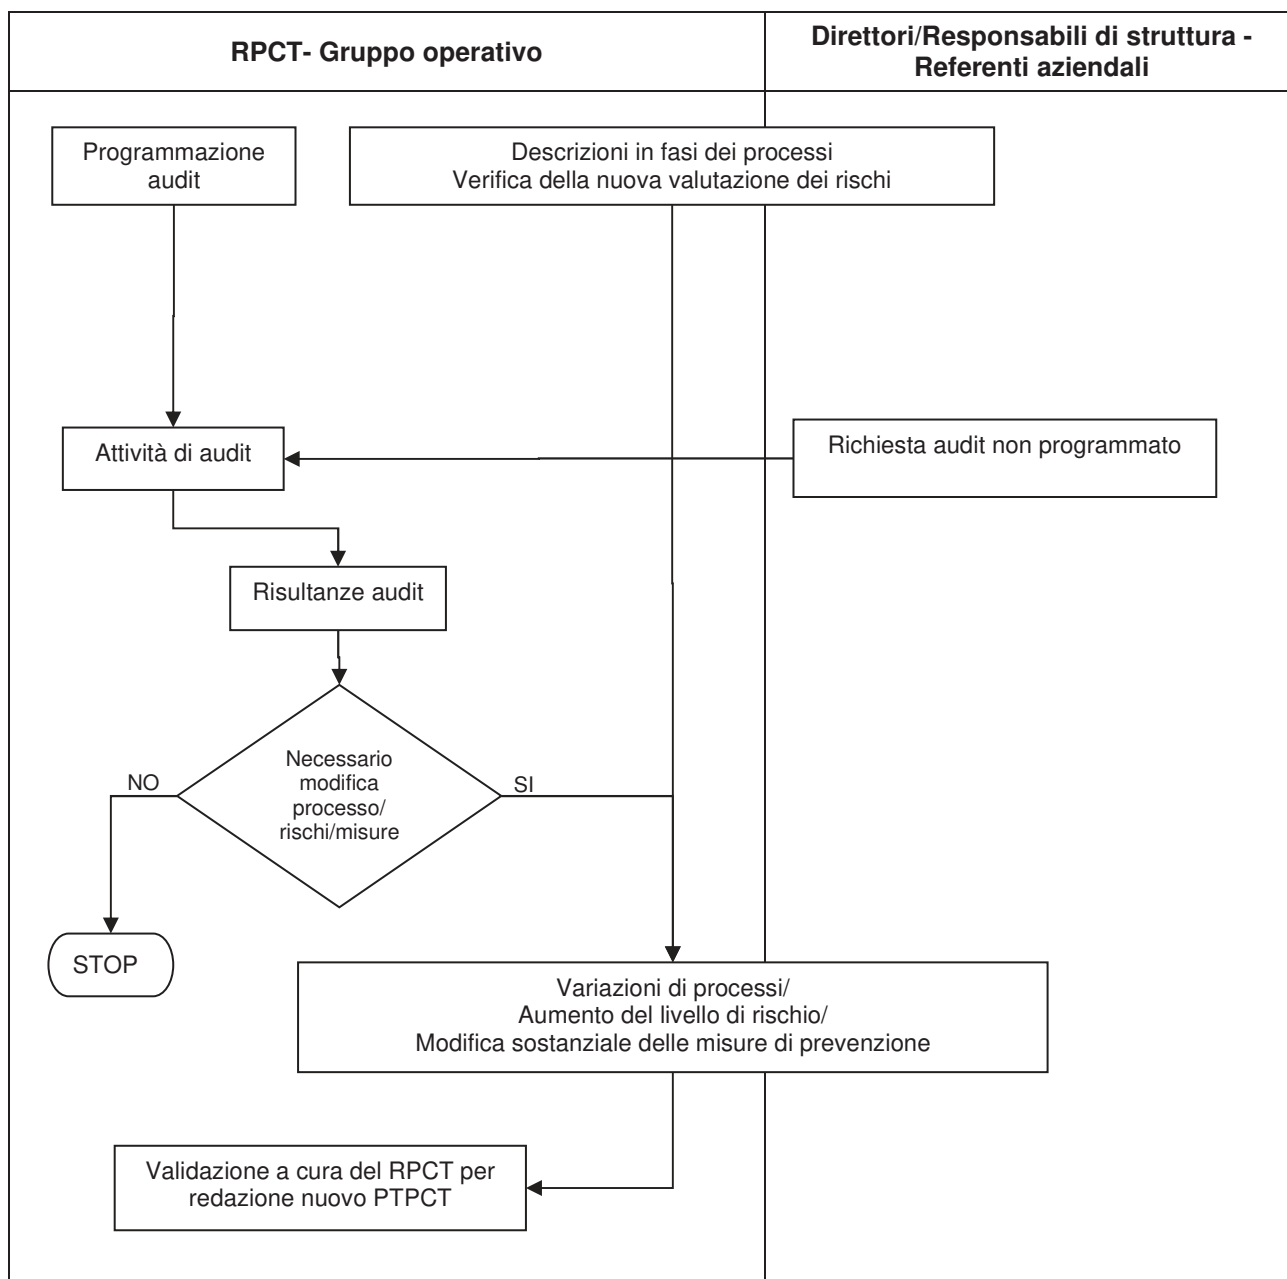 RPCT- Gruppo operativo
Direttori/Responsabili di struttura -
Referenti aziendali
Programmazione
audit
Descrizioni in fasi dei processi
Verifica della nuova valutazione dei rischi
Attività di audit
Richiesta audit non programmato
Risultanze audit
Necessario
modifica
processo/
rischi/misure
NO
SI
STOP
Variazioni di processi/
Aumento del livello di rischio/
Modifica sostanziale delle misure di prevenzione
Validazione a cura del RPCT per
redazione nuovo PTPCT